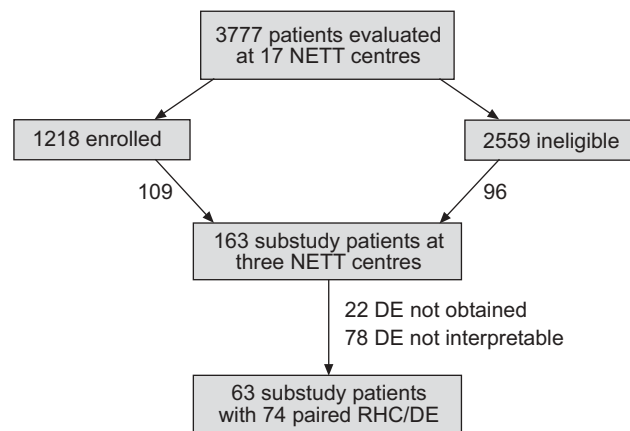 3777 patients evaluated
at 17 NETT centres
1218 enrolled
2559 ineligible
109
96
163 substudy patients at
three NETT centres
22 DE not obtained
78 DE not interpretable
63 substudy patients
with 74 paired RHC/DE